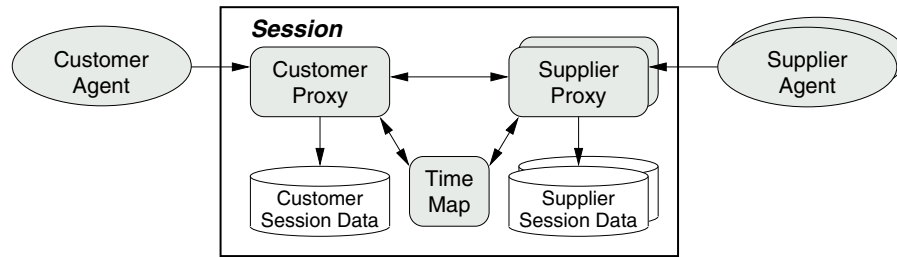 Session
Customer
Agent
Customer
Proxy
Supplier
Proxy
Supplier
Agent
Time
Map
Customer
Session Data
Supplier
Session Data